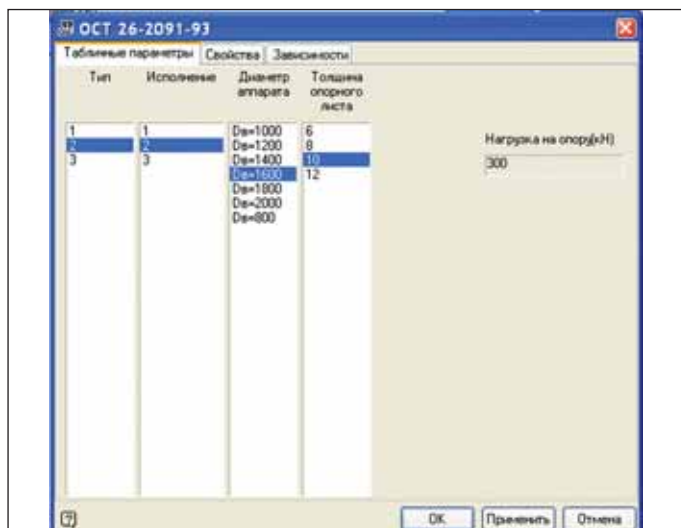 ОСТ 26-2091-93
Табличные параметры Свойства Зависимости
Тип
Исполнение
Диаметр аппарата
Толщина опорного листа
1
2
3
1
2
3
Dв=1000
Dв=1200
Dв=1400
Dв=1600
Dв=1800
Dв=2000
Dв=800
6
8
10
12
Нагрузка на опору(кН)
300
OK Применить Отмена